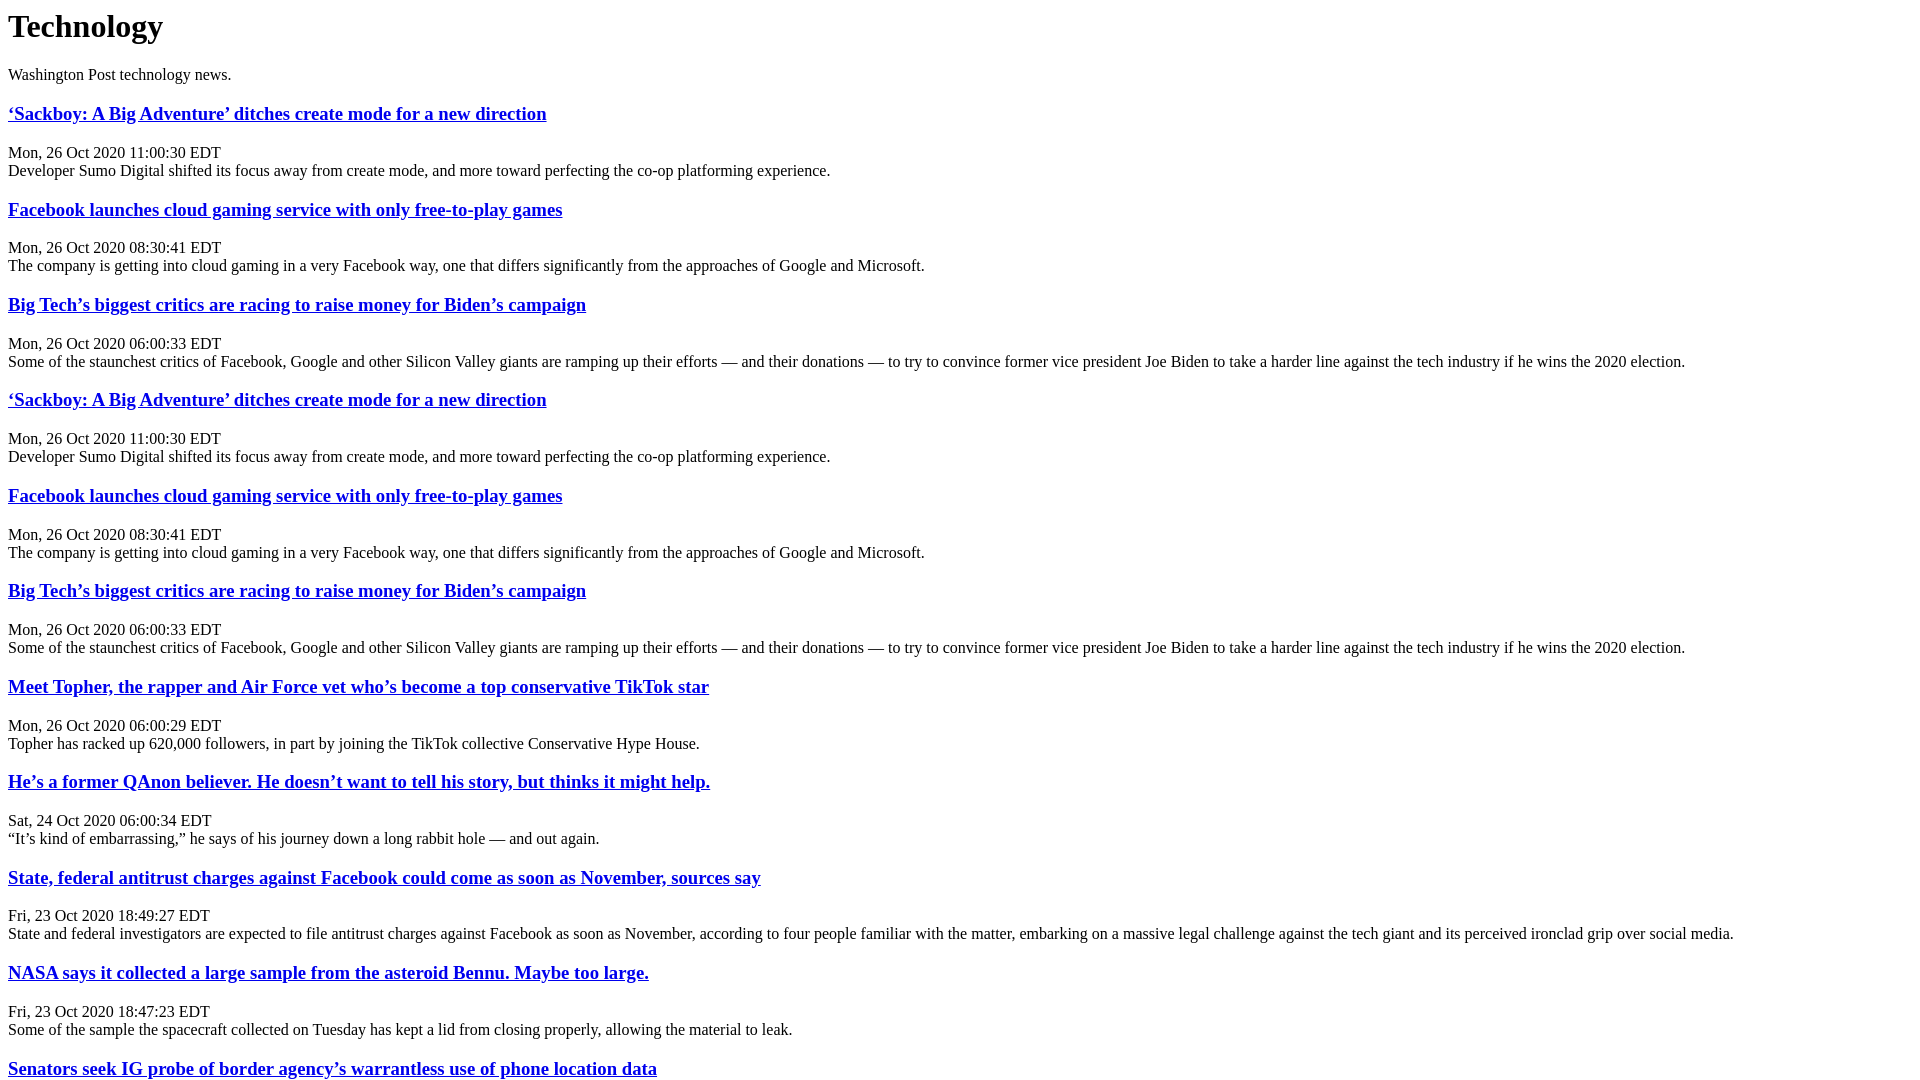 Technology
Washington Post technology news.
‘Sackboy: A Big Adventure’ ditches create mode for a new direction
Mon, 26 Oct 2020 11:00:30 EDT
Developer Sumo Digital shifted its focus away from create mode, and more toward perfecting the co-op platforming experience.
Facebook launches cloud gaming service with only free-to-play games
Mon, 26 Oct 2020 08:30:41 EDT
The company is getting into cloud gaming in a very Facebook way, one that differs significantly from the approaches of Google and Microsoft.
Big Tech’s biggest critics are racing to raise money for Biden’s campaign
Mon, 26 Oct 2020 06:00:33 EDT
Some of the staunchest critics of Facebook, Google and other Silicon Valley giants are ramping up their efforts — and their donations — to try to convince former vice president Joe Biden to take a harder line against the tech industry if he wins the 2020 election.
‘Sackboy: A Big Adventure’ ditches create mode for a new direction
Mon, 26 Oct 2020 11:00:30 EDT
Developer Sumo Digital shifted its focus away from create mode, and more toward perfecting the co-op platforming experience.
Facebook launches cloud gaming service with only free-to-play games
Mon, 26 Oct 2020 08:30:41 EDT
The company is getting into cloud gaming in a very Facebook way, one that differs significantly from the approaches of Google and Microsoft.
Big Tech’s biggest critics are racing to raise money for Biden’s campaign
Mon, 26 Oct 2020 06:00:33 EDT
Some of the staunchest critics of Facebook, Google and other Silicon Valley giants are ramping up their efforts — and their donations — to try to convince former vice president Joe Biden to take a harder line against the tech industry if he wins the 2020 election.
Meet Topher, the rapper and Air Force vet who’s become a top conservative TikTok star
Mon, 26 Oct 2020 06:00:29 EDT
Topher has racked up 620,000 followers, in part by joining the TikTok collective Conservative Hype House.
He’s a former QAnon believer. He doesn’t want to tell his story, but thinks it might help.
Sat, 24 Oct 2020 06:00:34 EDT
“It’s kind of embarrassing,” he says of his journey down a long rabbit hole — and out again.
State, federal antitrust charges against Facebook could come as soon as November, sources say
Fri, 23 Oct 2020 18:49:27 EDT
State and federal investigators are expected to file antitrust charges against Facebook as soon as November, according to four people familiar with the matter, embarking on a massive legal challenge against the tech giant and its perceived ironclad grip over social media.
NASA says it collected a large sample from the asteroid Bennu. Maybe too large.
Fri, 23 Oct 2020 18:47:23 EDT
Some of the sample the spacecraft collected on Tuesday has kept a lid from closing properly, allowing the material to leak.
Senators seek IG probe of border agency’s warrantless use of phone location data